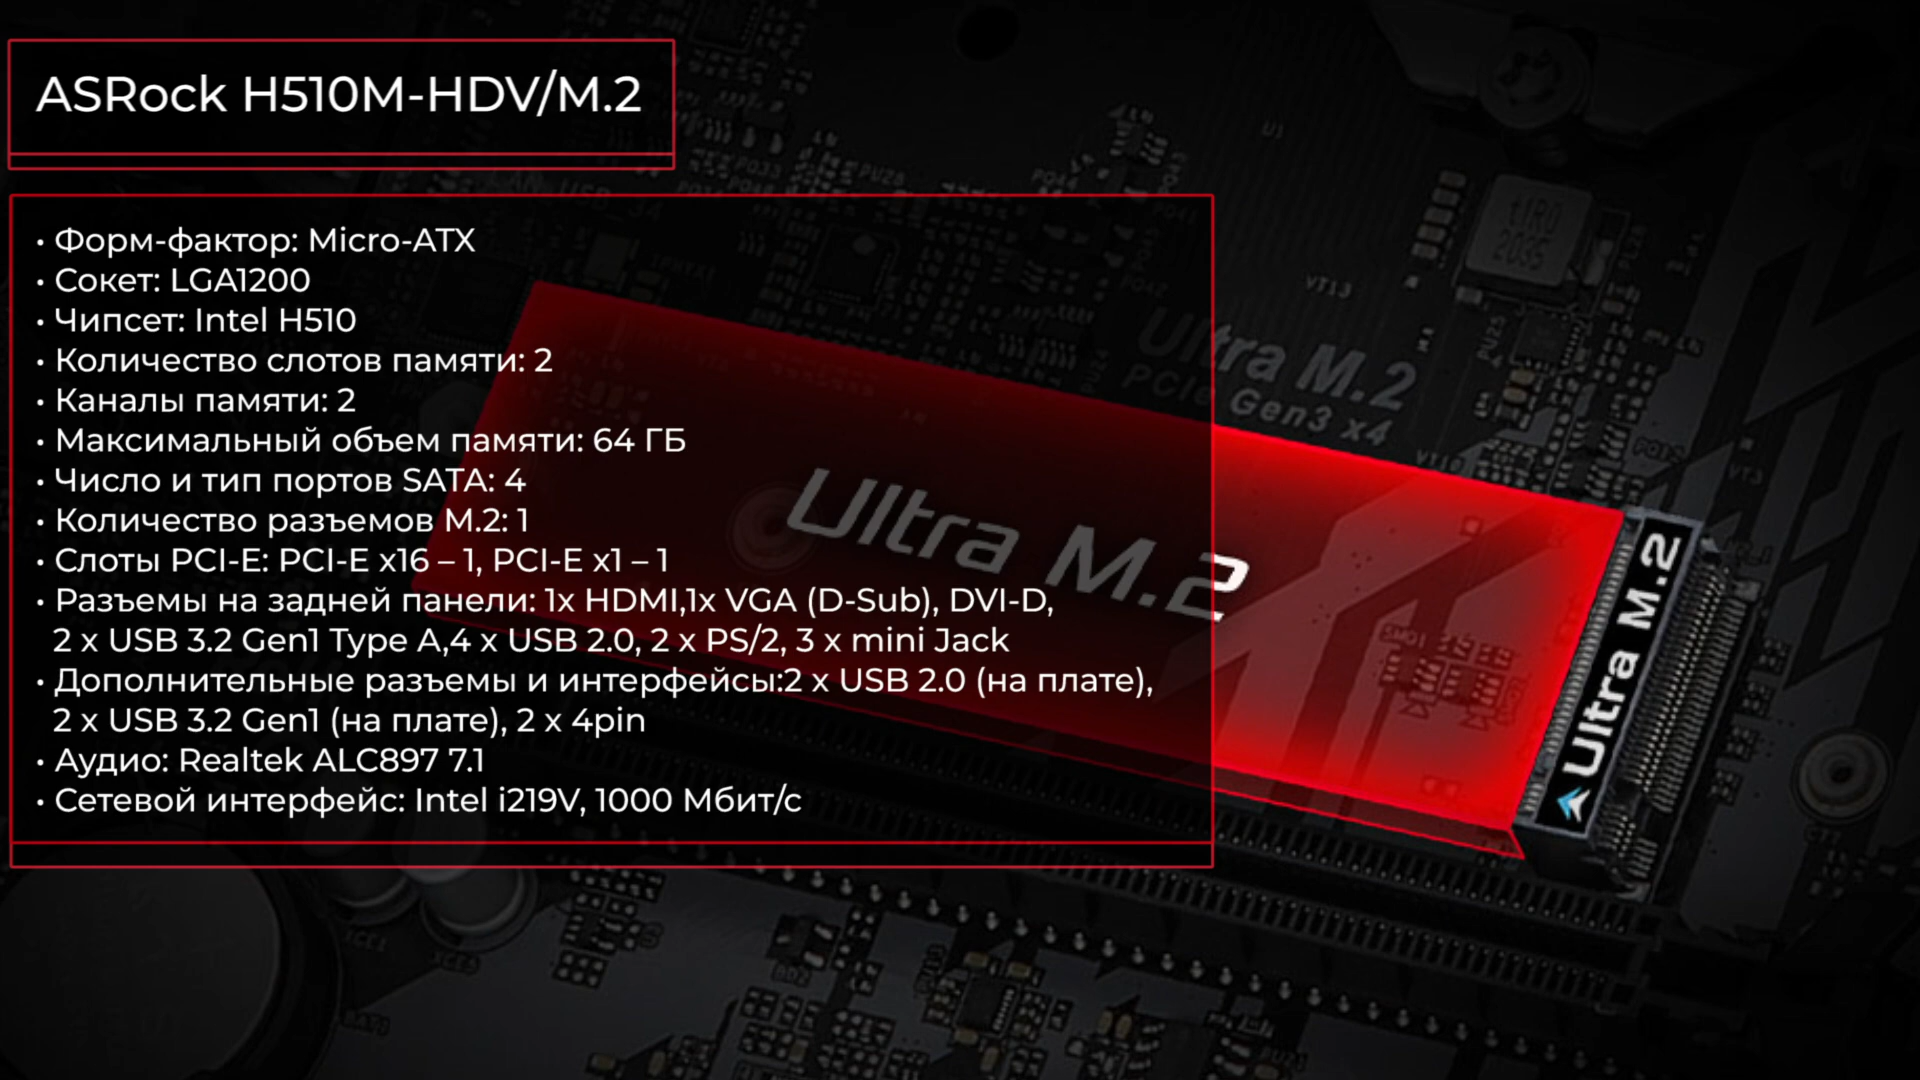 ASRock H510M-HDV/M.2
• Форм-фактор: Micro-ATX
• Сокет: LGA1200
• Чипсет: Intel H510
• Количество слотов памяти: 2
• Каналы памяти: 2
• Максимальный объем памяти: 64 ГБ
• Число и тип портов SATA: 4
• Количество разъемов M.2: 1
• Слоты PCI-E: PCI-E x16 – 1, PCI-E x1 – 1
• Разъемы на задней панели: 1x HDMI,1x VGA (D-Sub), DVI-D,
2 x USB 3.2 Gen1 Type A,4 x USB 2.0, 2 x PS/2, 3 x mini Jack
• Дополнительные разъемы и интерфейсы:2 x USB 2.0 (на плате),
2 x USB 3.2 Gen1 (на плате), 2 x 4pin
• Аудио: Realtek ALC897 7.1
• Сетевой интерфейс: Intel i219V, 1000 Мбит/с
Ultra M.2
PCIe Gen3 x4
Ultra M.2
Ultra M.2
1R0
2035